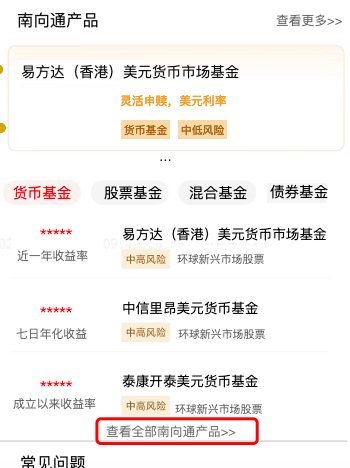 南向通产品 查看更多>>
易方达（香港）美元货币市场基金
灵活申赎，美元利率
货币基金 中低风险
...
货币基金 股票基金 混合基金 债券基金
***** 易方达（香港）美元货币市场基金
近一年收益率 中高风险 环球新兴市场股票
***** 中信里昂美元货币基金
七日年化收益 中高风险 环球新兴市场股票
***** 泰康开泰美元货币基金
成立以来收益率 中高风险 环球新兴市场股票
查看全部南向通产品>>
常见问题